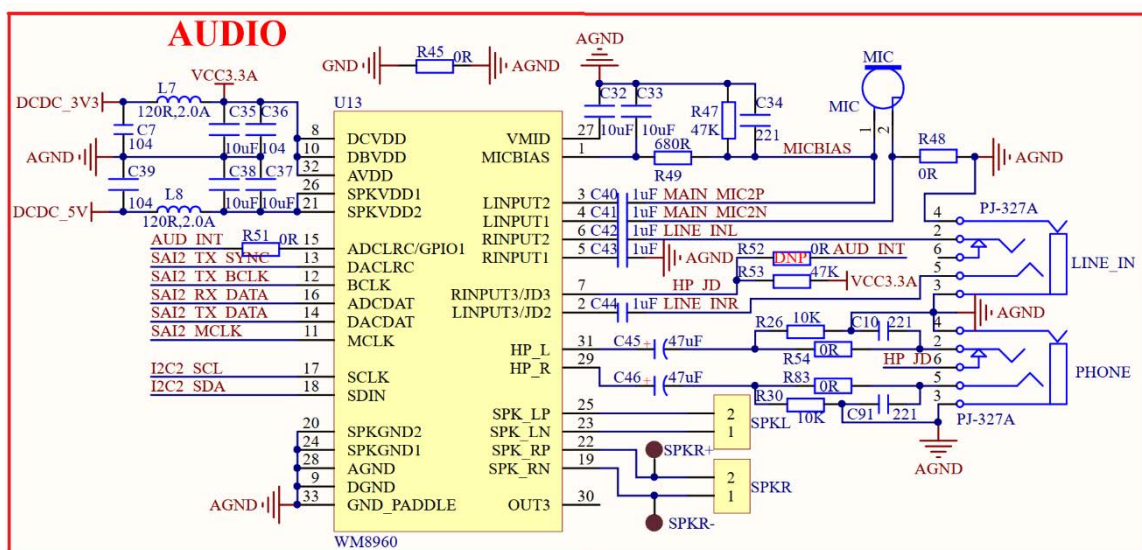 AUDIO
R45
0R
GND
AGND
AGND
MIC
MIC
DCDC_3V3
L7
VCC3.3A
120R,2.0A
C7
104
C35
C36
10uF
104
AGND
C39
104
C38
C37
10uF
10uF
DCDC_5V
L8
120R,2.0A
U13
8
DCVDD
10
DBVDD
32
AVDD
26
SPKVDD1
21
SPKVDD2
AUD_INT
R51
0R
15
ADCLRC/GPIO1
SAI2_TX_SYNC
13
DACLRC
SAI2_TX_BCLK
12
BCLK
SAI2_RX_DATA
16
ADCDAT
SAI2_TX_DATA
14
DACDAT
SAI2_MCLK
11
MCLK
I2C2_SCL
17
SCLK
I2C2_SDA
18
SDIN
20
SPKGND2
24
SPKGND1
28
AGND
9
DGND
AGND
33
GND_PADDLE
WM8960
VMID
27
MICBIAS
1
LINPUT2
3
LINPUT1
4
RINPUT2
6
RINPUT1
5
RINPUT3/JD3
7
LINPUT3/JD2
2
HP_L
31
HP_R
29
SPK_LP
25
SPK_LN
23
SPK_RP
22
SPK_RN
19
OUT3
30
C32
10uF
C33
10uF
R47
47K
C34
221
680R
R49
MICBIAS
1
2
R48
0R
AGND
C40
1uF
MAIN_MIC2P
C41
1uF
MAIN_MIC2N
C42
1uF
LINE_INL
C43
1uF
AGND
R52
DNP
0R
AUD_INT
R53
47K
VCC3.3A
HP_JD
C44
1uF
LINE_INR
4
PJ-327A
2
6
5
3
LINE_IN
AGND
C45
+
47uF
R26
10K
C10
221
R54
0R
C46
+
47uF
R83
0R
R30
10K
C91
221
HP_JD
4
2
6
5
3
PHONE
PJ-327A
AGND
2
1
SPKL
SPKR+
2
1
SPKR
SPKR-